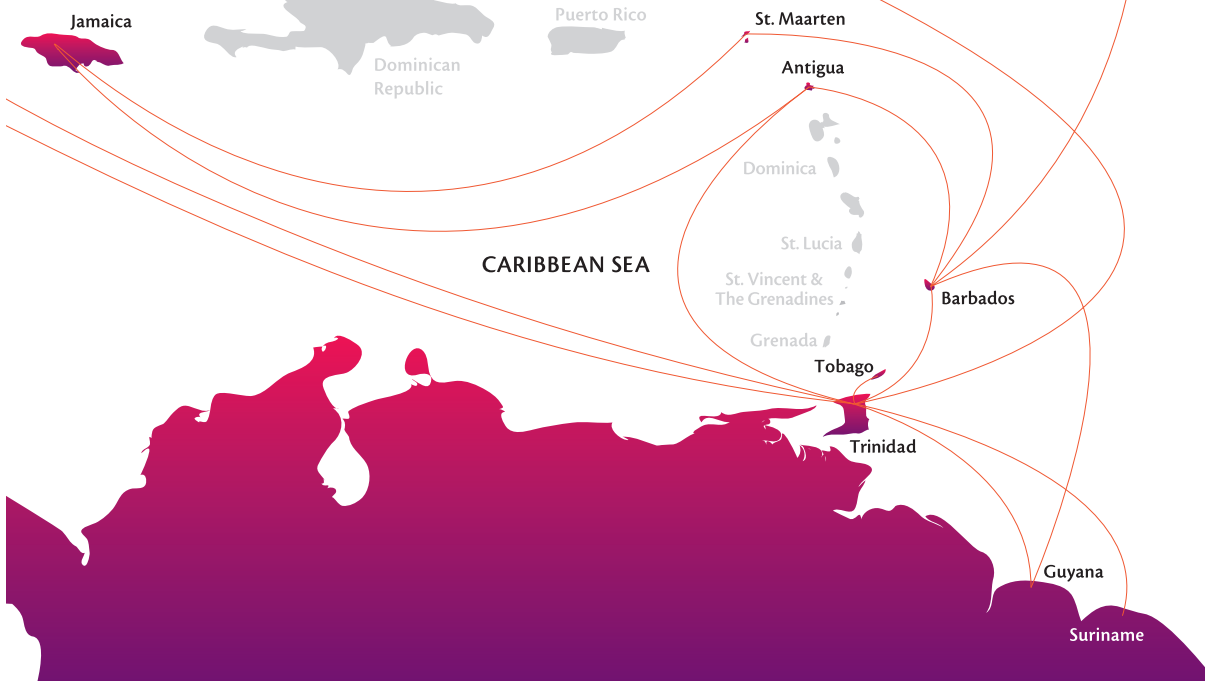 Jamaica
Puerto Rico
St. Maarten
Dominican
Republic
Antigua
Dominica
St. Lucia
CARIBBEAN SEA
St. Vincent &
The Grenadines
Barbados
Grenada
Tobago
Trinidad
Guyana
Suriname